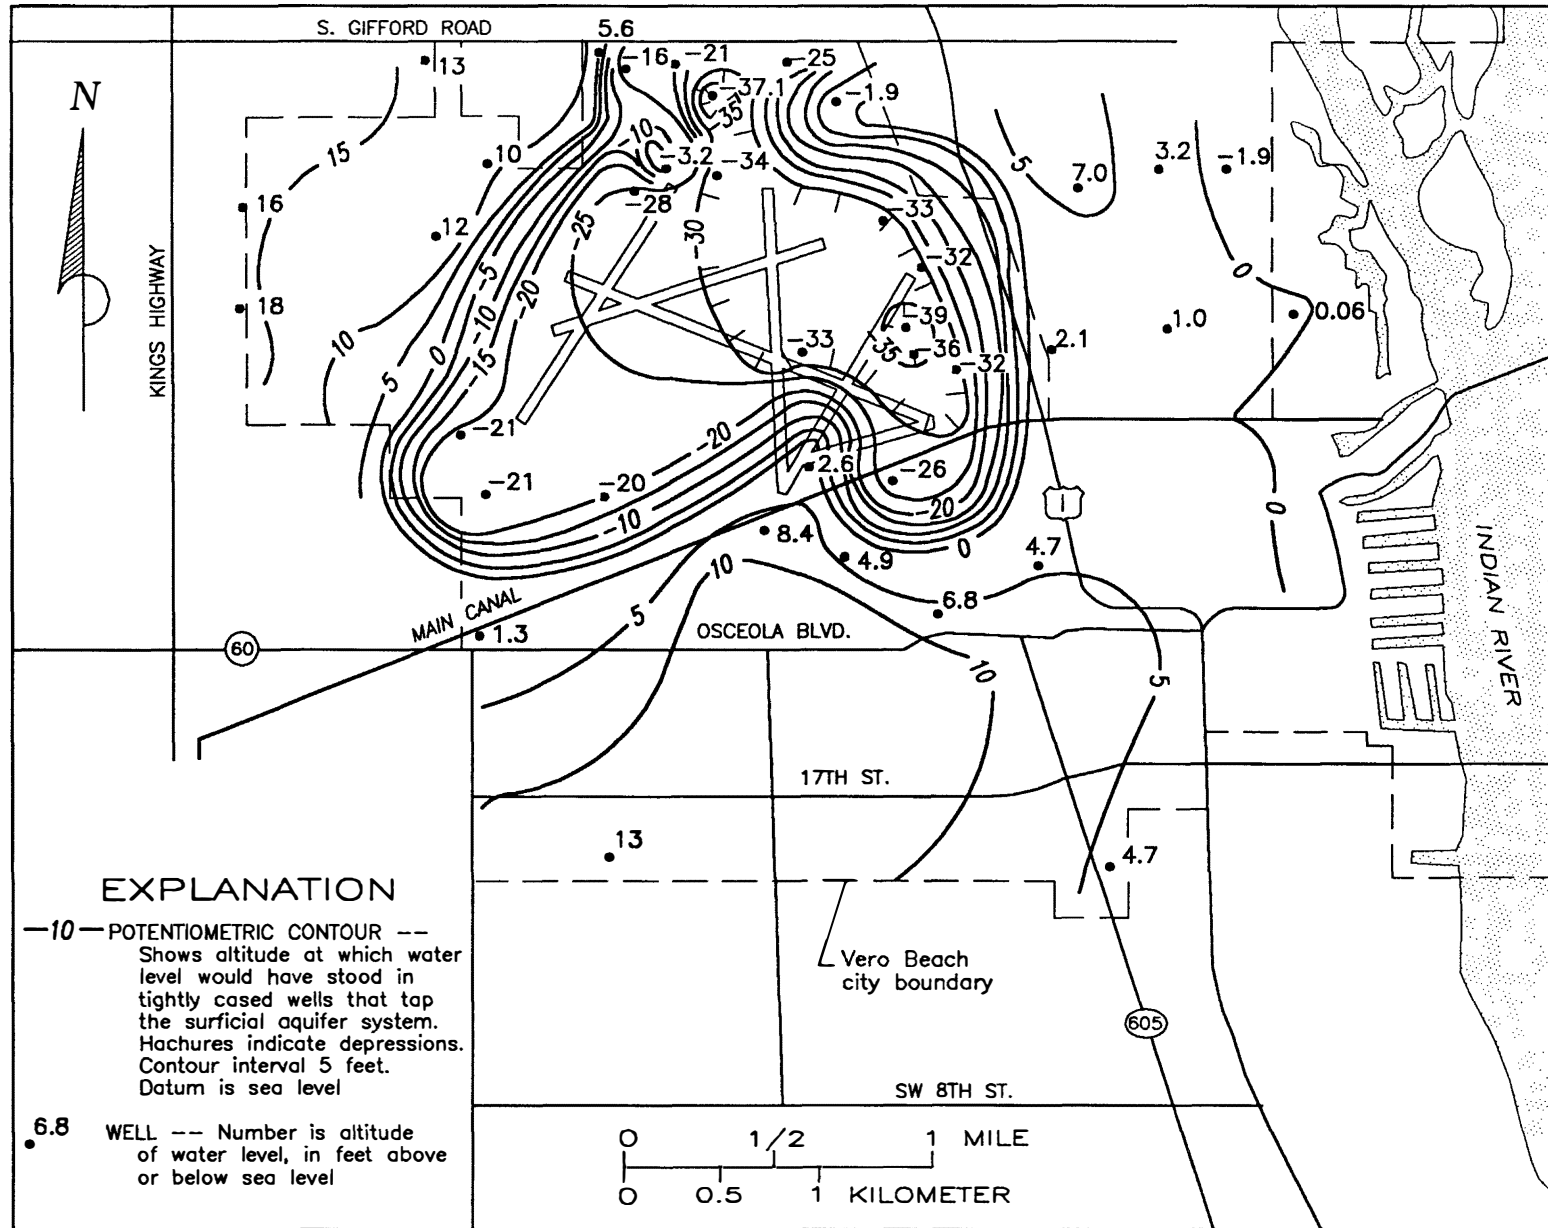 S. GIFFORD ROAD
5.6
13
-16
-21
-25
-37.1
-35
-1.9
N
15
10
-10
-3.2
-34
5
7.0
3.2
-1.9
16
12
-28
-25
-30
-33
KINGS HIGHWAY
-5
-20
-32
0
18
10
-10
-39
0.06
5
0
-15
-33
-35
-36
-32
2.1
1.0
-21
-20
-2.6
-26
-21
-20
-10
-20
0
1
0
INDIAN RIVER
8.4
4.9
4.7
10
MAIN CANAL
5
6.8
1.3
60
OSCEOLA BLVD.
10
5
17TH ST.
13
4.7
EXPLANATION
-10- POTENTIOMETRIC CONTOUR --
Shows altitude at which water
level would have stood in
tightly cased wells that tap
the surficial aquifer system.
Hachures indicate depressions.
Contour interval 5 feet.
Datum is sea level
Vero Beach
city boundary
605
SW 8TH ST.
6.8 WELL -- Number is altitude
of water level, in feet above
or below sea level
0 1/2 1 MILE
0 0.5 1 KILOMETER